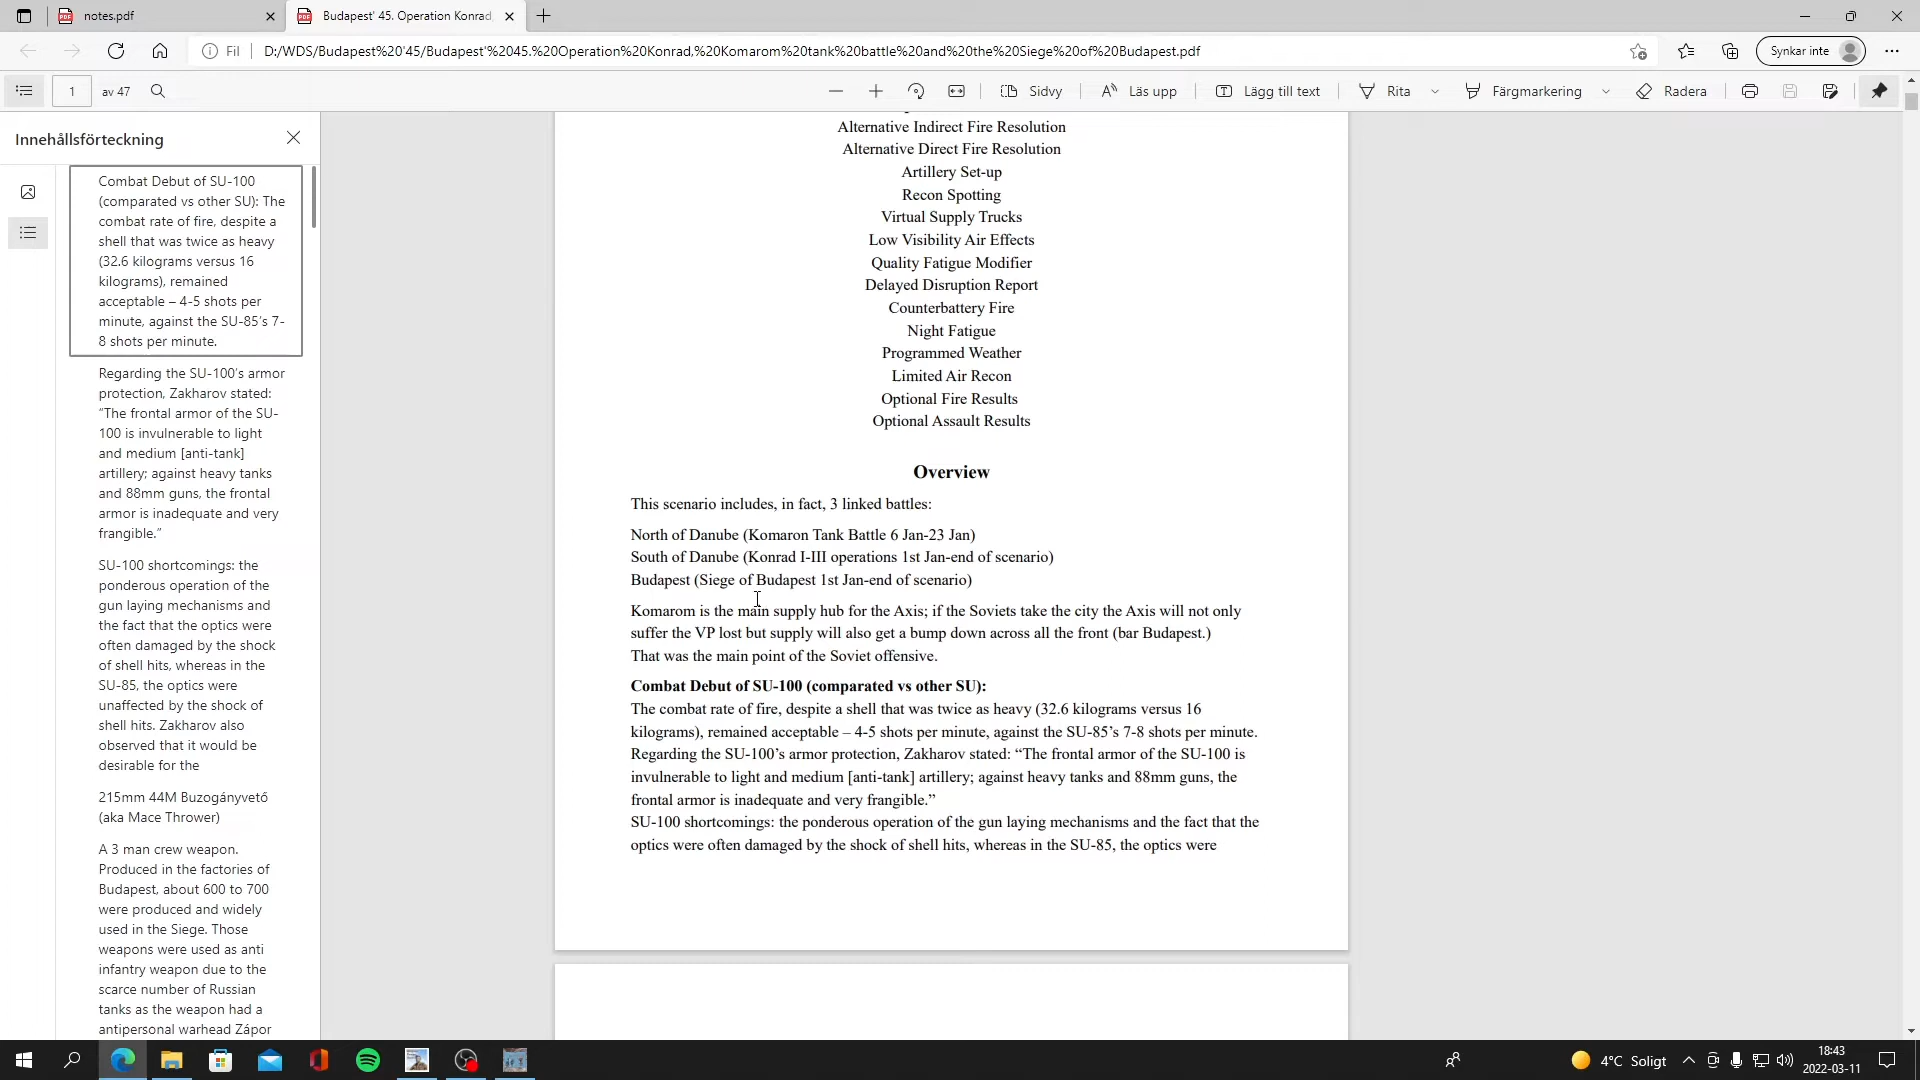 notes.pdf
Budapest' 45. Operation Konrad,
Fil
D:/WDS/Budapest%20'45/Budapest'%2045.%20Operation%20Konrad,%20Komarom%20tank%20battle%20and%20the%20Siege%20of%20Budapest.pdf
Synkar inte
1
av 47
Sidvy
Läs upp
Lägg till text
Rita
Färgmarkering
Radera
Innehållsförteckning
Combat Debut of SU-100
(comparated vs other SU): The
combat rate of fire, despite a
shell that was twice as heavy
(32.6 kilograms versus 16
kilograms), remained
acceptable – 4-5 shots per
minute, against the SU-85's 7-
8 shots per minute.
Regarding the SU-100's armor
protection, Zakharov stated:
“The frontal armor of the SU-
100 is invulnerable to light
and medium [anti-tank]
artillery; against heavy tanks
and 88mm guns, the frontal
armor is inadequate and very
frangible.”
SU-100 shortcomings: the
ponderous operation of the
gun laying mechanisms and
the fact that the optics were
often damaged by the shock
of shell hits, whereas in the
SU-85, the optics were
unaffected by the shock of
shell hits. Zakharov also
observed that it would be
desirable for the
215mm 44M Buzogányvető
(aka Mace Thrower)
A 3 man crew weapon.
Produced in the factories of
Budapest, about 600 to 700
were produced and widely
used in the Siege. Those
weapons were used as anti
infantry weapon due to the
scarce number of Russian
tanks as the weapon had a
antipersonal warhead Zápor
Alternative Indirect Fire Resolution
Alternative Direct Fire Resolution
Artillery Set-up
Recon Spotting
Virtual Supply Trucks
Low Visibility Air Effects
Quality Fatigue Modifier
Delayed Disruption Report
Counterbattery Fire
Night Fatigue
Programmed Weather
Limited Air Recon
Optional Fire Results
Optional Assault Results
Overview
This scenario includes, in fact, 3 linked battles:
North of Danube (Komaron Tank Battle 6 Jan-23 Jan)
South of Danube (Konrad I-III operations 1st Jan-end of scenario)
Budapest (Siege of Budapest 1st Jan-end of scenario)
Komarom is the main supply hub for the Axis; if the Soviets take the city the Axis will not only
suffer the VP lost but supply will also get a bump down across all the front (bar Budapest.)
That was the main point of the Soviet offensive.
Combat Debut of SU-100 (comparated vs other SU):
The combat rate of fire, despite a shell that was twice as heavy (32.6 kilograms versus 16
kilograms), remained acceptable – 4-5 shots per minute, against the SU-85’s 7-8 shots per minute.
Regarding the SU-100’s armor protection, Zakharov stated: “The frontal armor of the SU-100 is
invulnerable to light and medium [anti-tank] artillery; against heavy tanks and 88mm guns, the
frontal armor is inadequate and very frangible.”
SU-100 shortcomings: the ponderous operation of the gun laying mechanisms and the fact that the
optics were often damaged by the shock of shell hits, whereas in the SU-85, the optics were
4°C Soligt
18:43
2022-03-11